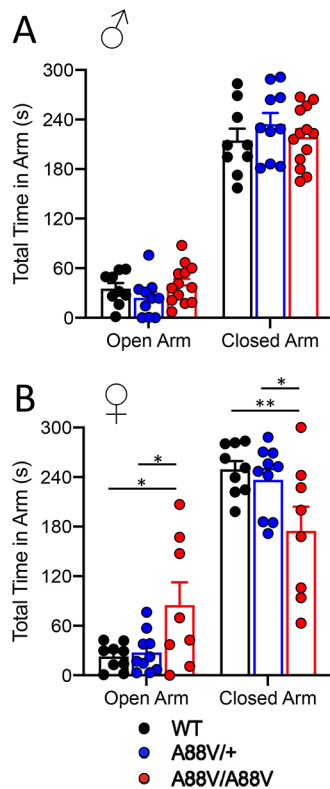 A ♂
Total Time in Arm (s)
300
240
180
120
60
0
Open Arm Closed Arm
B ♀
Total Time in Arm (s)
300
240
180
120
60
0
*
**
*
*
Open Arm Closed Arm
WT
A88V/+
A88V/A88V